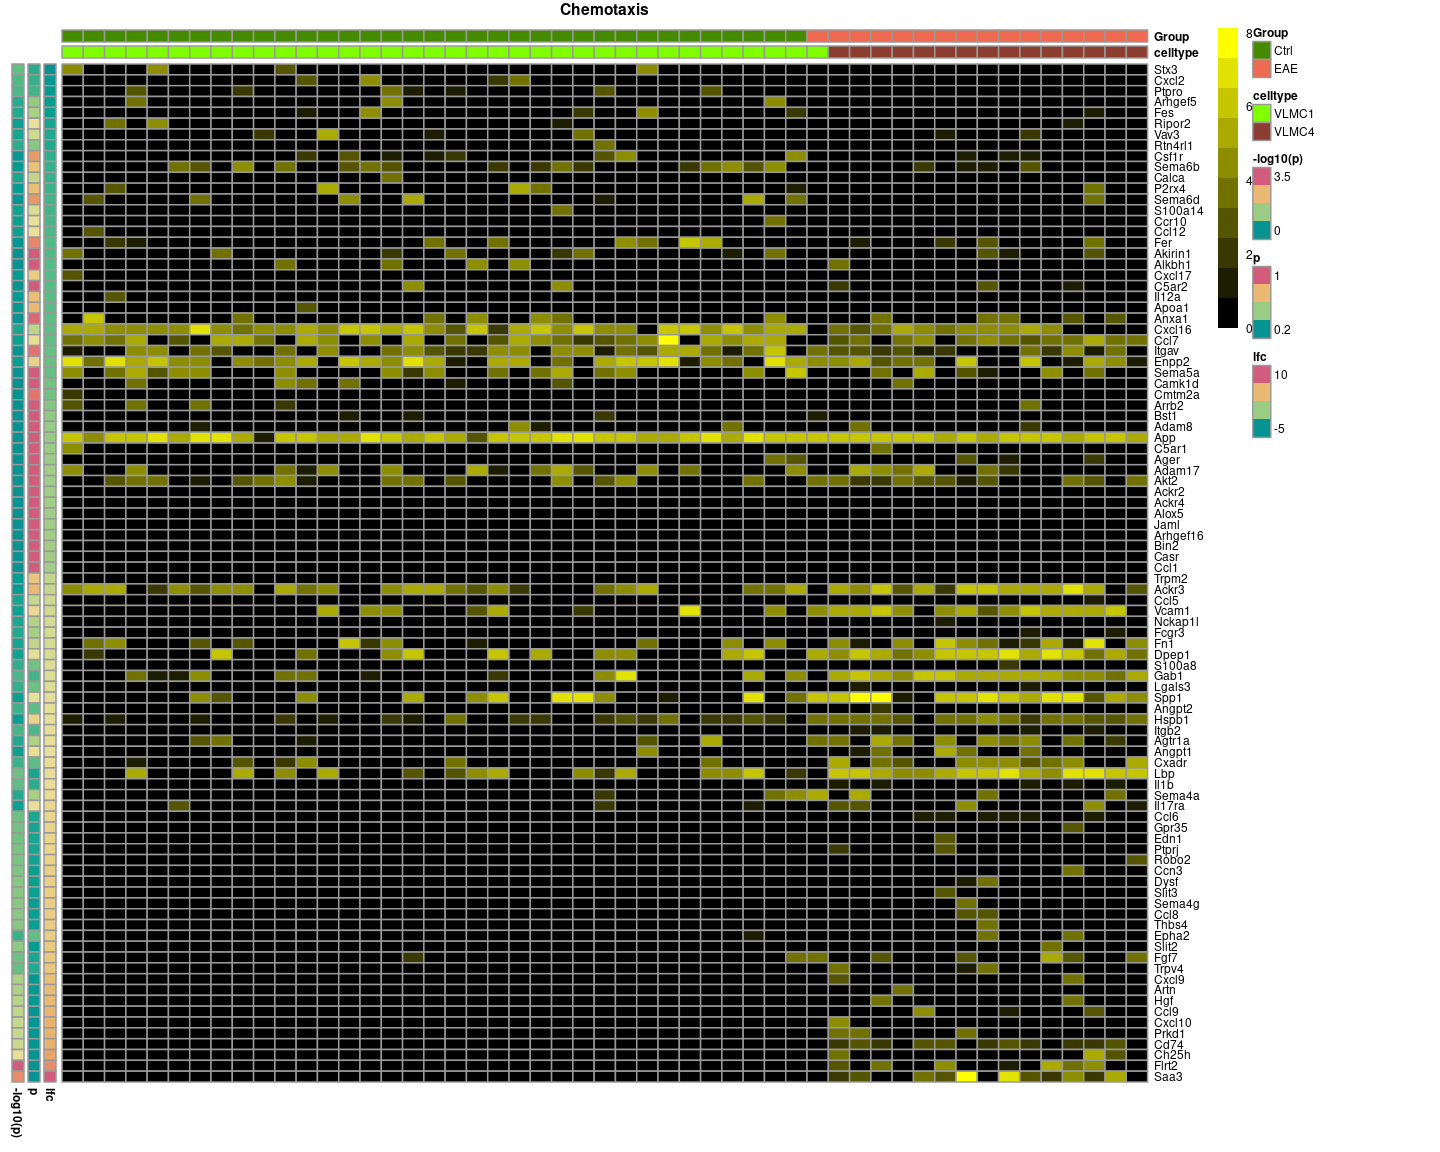 Chemotaxis
Group
celltype
Stx3
Cxcl2
Ptpro
Arhgef5
Fes
Ripor2
Vav3
Rtn4rl1
Csf1r
Sema6b
Calca
P2rx4
Sema6d
S100a14
Ccr10
Ccl12
Fer
Akirin1
Alkbh1
Cxcl17
C5ar2
Il12a
Apoa1
Anxa1
Cxcl16
Ccl7
Itgav
Enpp2
Sema5a
Camk1d
Cmtm2a
Arrb2
Bst1
Adam8
App
C5ar1
Ager
Adam17
Akt2
Ackr2
Ackr4
Alox5
Jaml
Arhgef16
Bin2
Casr
Ccl1
Trpm2
Ackr3
Ccl5
Vcam1
Nckap1l
Fcgr3
Fn1
Dpep1
S100a8
Gab1
Lgals3
Spp1
Angpt2
Hspb1
Itgb2
Agtr1a
Angpt1
Cxadr
Lbp
Il1b
Sema4a
Il17ra
Ccl6
Gpr35
Edn1
Ptprj
Robo2
Ccn3
Dysf
Slit3
Sema4g
Ccl8
Thbs4
Epha2
Slit2
Fgf7
Trpv4
Cxcl9
Artn
Hgf
Ccl9
Cxcl10
Prkd1
Cd74
Ch25h
Flrt2
Saa3
-log10(p)
p
lfc
8
6
4
2
0
Group
Ctrl
EAE
celltype
VLMC1
VLMC4
-log10(p)
3.5
0
p
1
0.2
lfc
10
-5